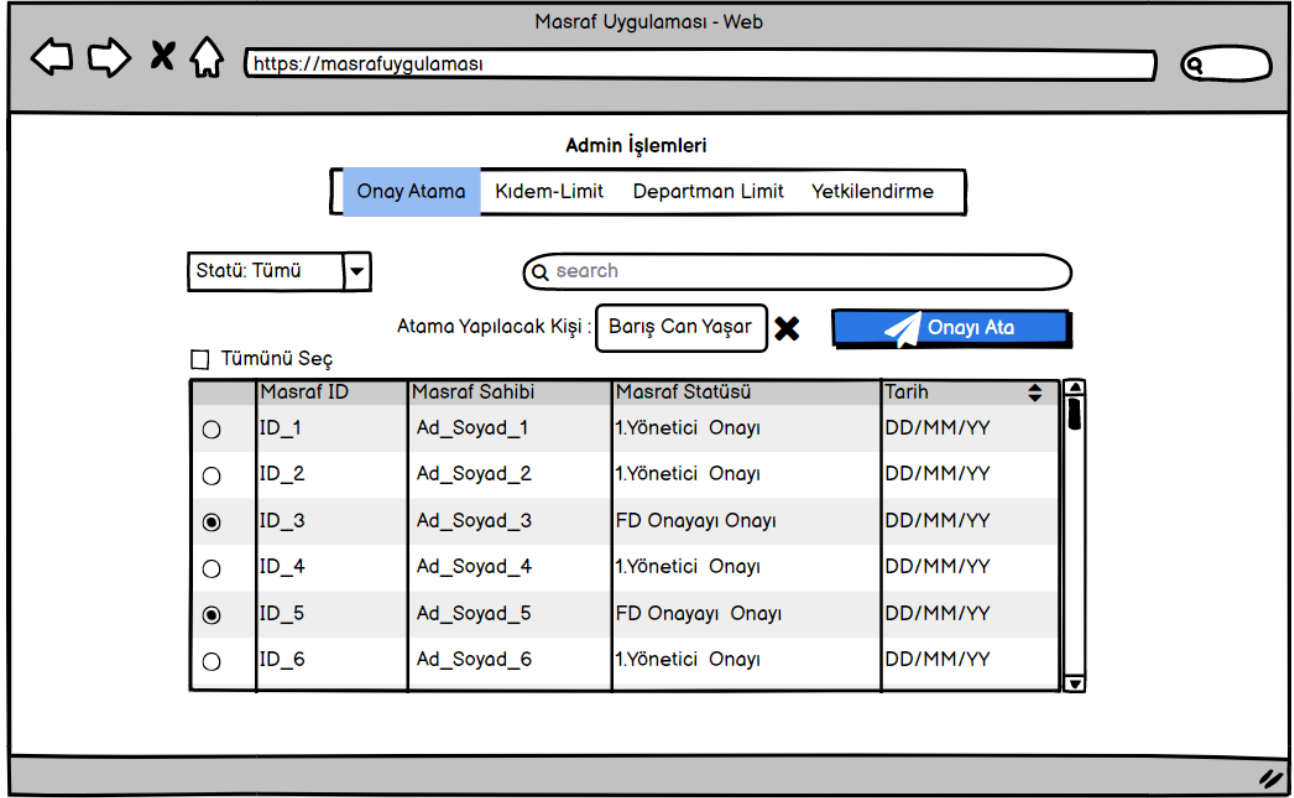 Masraf Uygulaması - Web
https://masrafuygulaması
Admin İşlemleri
Onay Atama Kıdem-Limit Departman Limit Yetkilendirme
Statü: Tümü search
Atama Yapılacak Kişi : Barış Can Yaşar Onayı Ata
Tümünü Seç
Masraf ID Masraf Sahibi Masraf Statüsü Tarih
ID_1 Ad_Soyad_1 1.Yönetici Onayı DD/MM/YY
ID_2 Ad_Soyad_2 1.Yönetici Onayı DD/MM/YY
ID_3 Ad_Soyad_3 FD Onayayı Onayı DD/MM/YY
ID_4 Ad_Soyad_4 1.Yönetici Onayı DD/MM/YY
ID_5 Ad_Soyad_5 FD Onayayı Onayı DD/MM/YY
ID_6 Ad_Soyad_6 1.Yönetici Onayı DD/MM/YY